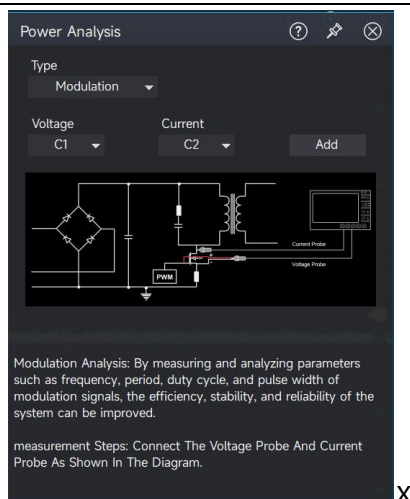 Power Analysis
Type
Modulation
Voltage Current
C1 C2 Add
Current Probe
Voltage Probe
PWM
Modulation Analysis: By measuring and analyzing parameters
such as frequency, period, duty cycle, and pulse width of
modulation signals, the efficiency, stability, and reliability of the
system can be improved.
measurement Steps: Connect The Voltage Probe And Current
Probe As Shown In The Diagram.
x